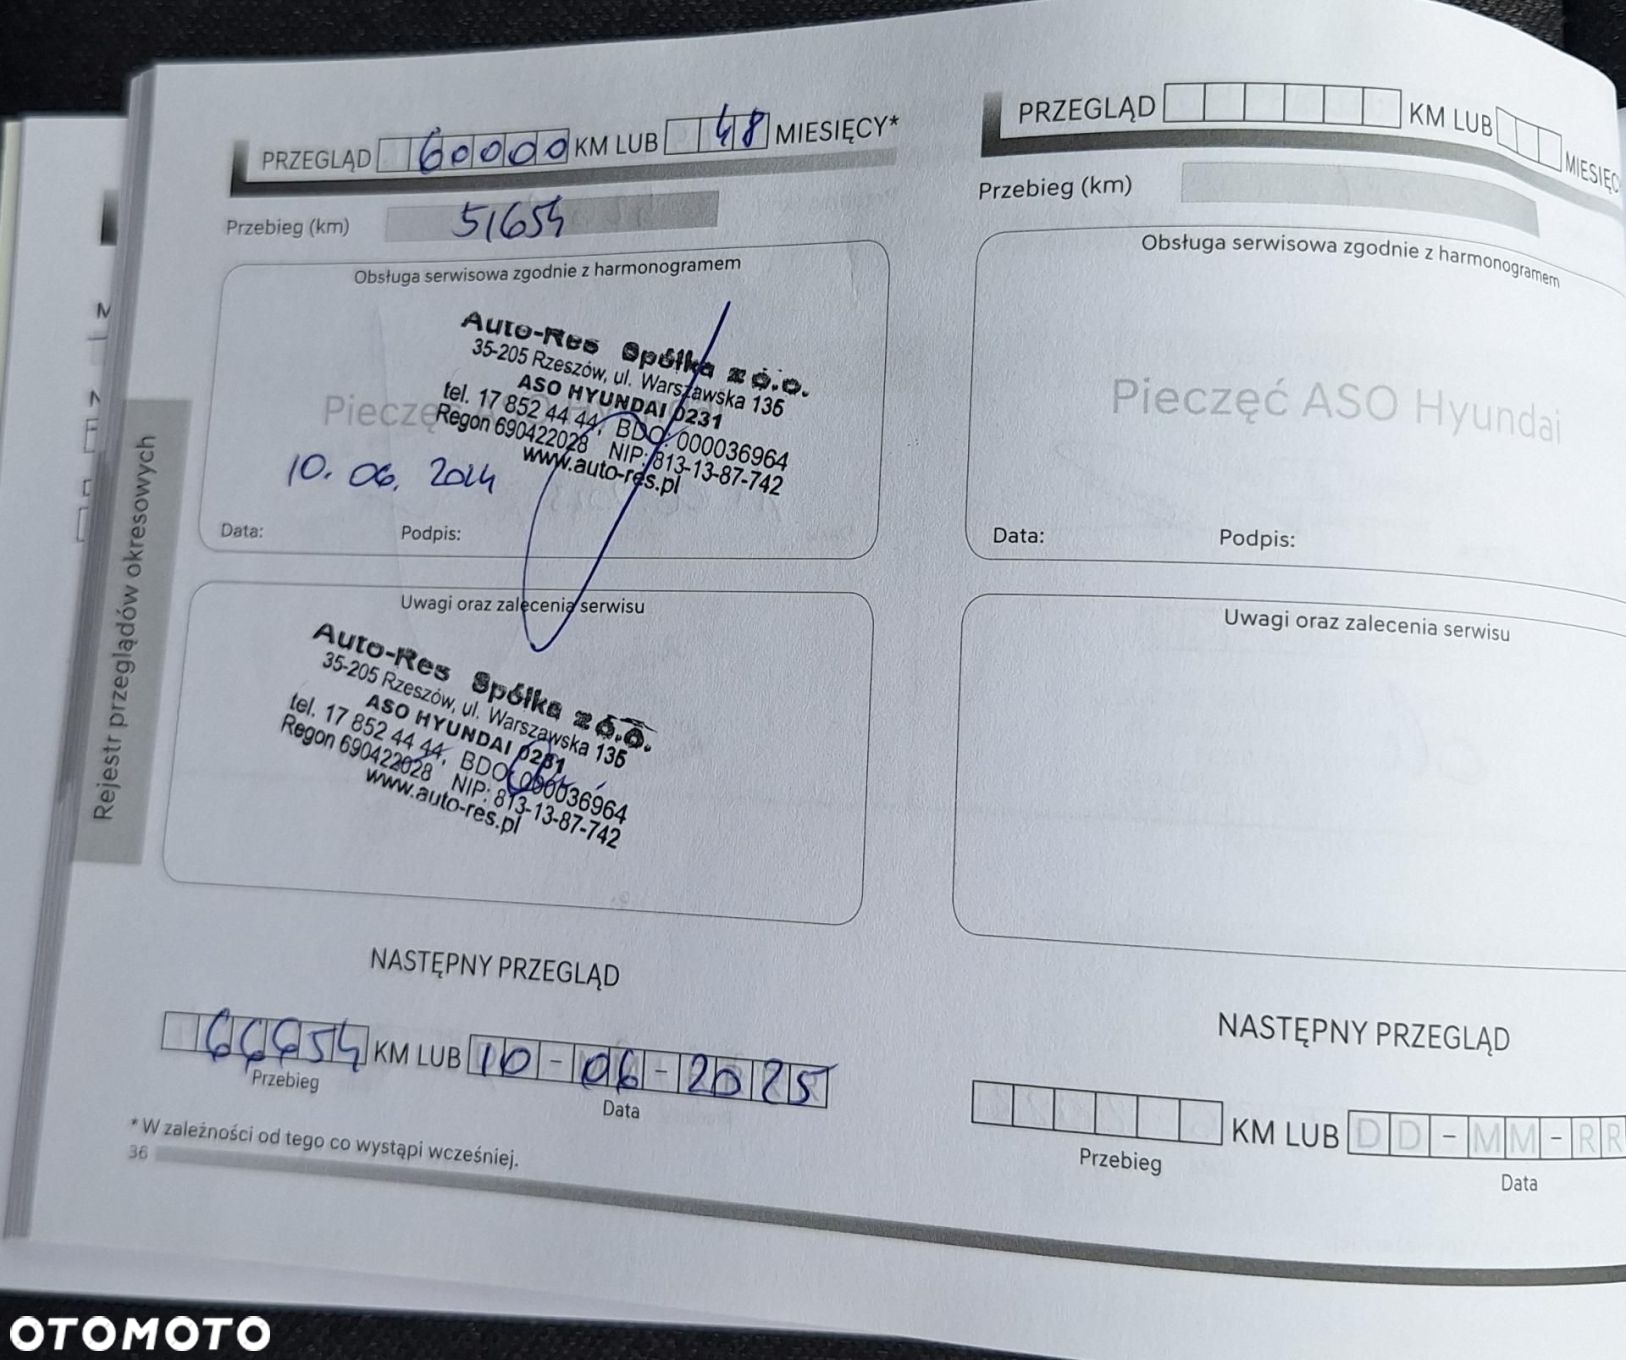 PRZEGLĄD 60000 KM LUB 48 MIESIĘCY*
Przebieg (km) 51654
Obsługa serwisowa zgodnie z harmonogramem
Auto-Res Spółka z o.o.
35-205 Rzeszów, ul. Warszawska 135
ASO HYUNDAI 0231
tel. 17 852 44 44, BDO: 000036964
Regon 690422028 NIP: 813-13-87-742
www.auto-res.pl
10. 06. 2024
Data: Podpis:
Uwagi oraz zalecenia serwisu
Auto-Res Spółka z o.o.
35-205 Rzeszów, ul. Warszawska 135
ASO HYUNDAI 0231
tel. 17 852 44 44, BDO: 000036964
Regon 690422028 NIP: 813-13-87-742
www.auto-res.pl
NASTĘPNY PRZEGLĄD
66654 KM LUB 10-06-2025
Przebieg Data
* W zależności od tego co wystąpi wcześniej.
36
Rejestr przeglądów okresowych
PRZEGLĄD KM LUB MIESIĘC
Przebieg (km)
Obsługa serwisowa zgodnie z harmonogramem
Pieczęć ASO Hyundai
Data: Podpis:
Uwagi oraz zalecenia serwisu
NASTĘPNY PRZEGLĄD
KM LUB DD-MM-RR
Przebieg Data
OTOMOTO